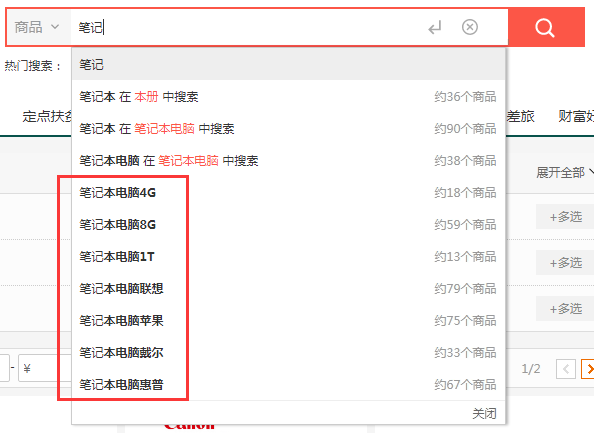 商品 笔记
热门搜索：
笔记
笔记本 在 本册 中搜索 约36个商品
定点扶贫 差旅 财富好
笔记本 在 笔记本电脑 中搜索 约90个商品
笔记本电脑 在 笔记本电脑 中搜索 约38个商品
展开全部
笔记本电脑4G 约18个商品
+多选
笔记本电脑8G 约59个商品
笔记本电脑1T 约13个商品
+多选
笔记本电脑联想 约79个商品
+多选
笔记本电脑苹果 约75个商品
笔记本电脑戴尔 约33个商品
- ¥ 1/2
笔记本电脑惠普 约67个商品
关闭
Canon